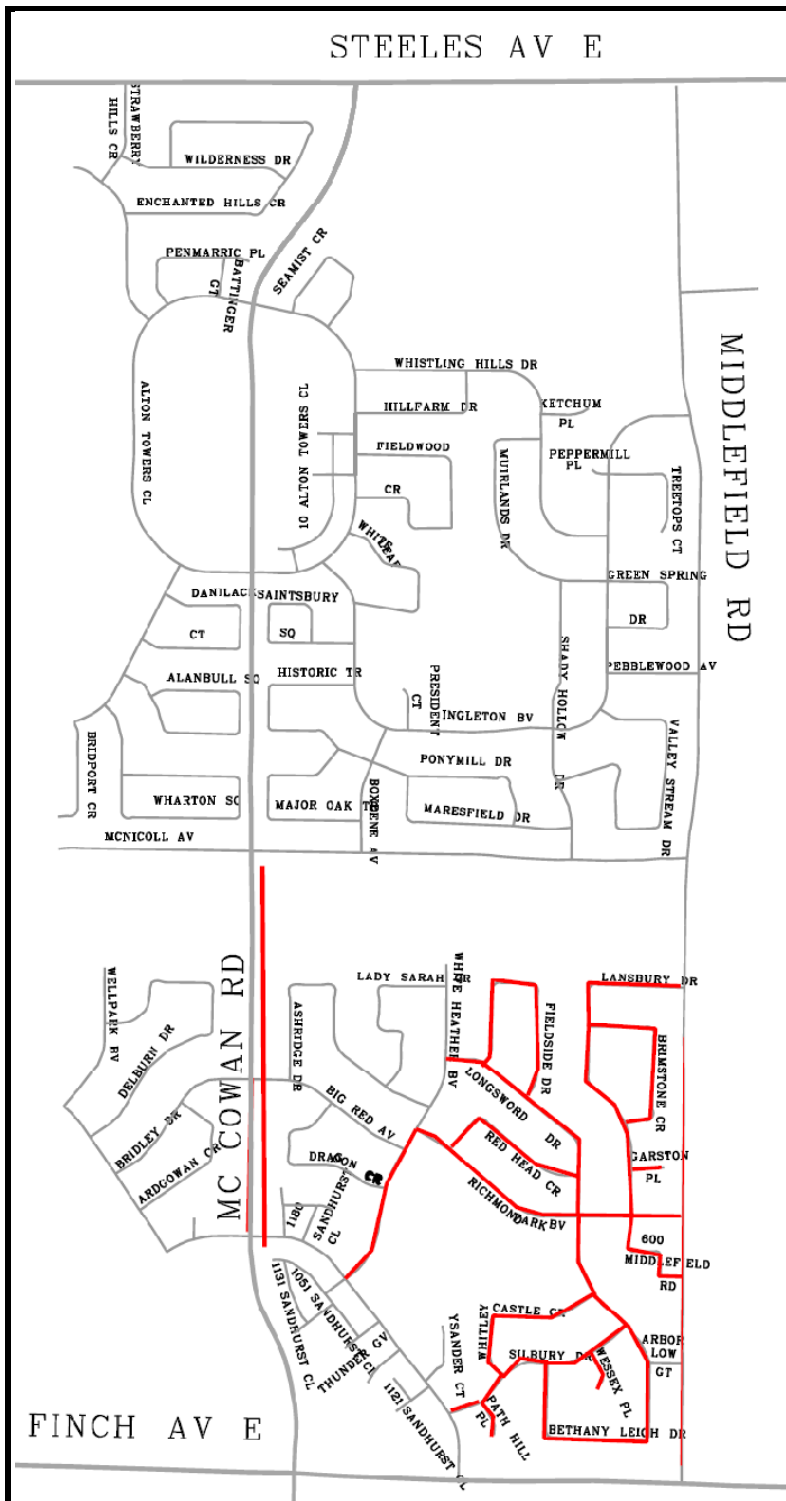 STEELES AV E
STRAWBERRY
HILLS CR
WILDERNESS DR
ENCHANTED HILLS CR
PENMARRIC PL
BATTINGER
GT
SEAMIST CR
MIDDLEFIELD RD
WHISTLING HILLS DR
ALTON TOWERS CL
10 ALTON TOWERS CL
HILLFARM DR
KETCHUM
PL
FIELDWOOD
CR
MUIRLANDS DR
PEPPERMILL
PL
TREETOPS CT
GREEN SPRING
DR
DANILACK
CT
SAINTSBURY
SQ
SHADY HOLLOW
DR
PEBBLEWOOD AV
ALANBULL SQ
HISTORIC TR
PRESIDENT
CT
INGLETON BV
BRIDPORT CR
PONYMILL DR
VALLEY STREAM DR
WHARTON SQ
MAJOR OAK TR
BOXDENE AV
MARESFIELD DR
MCNICOLL AV
MC COWAN RD
WELLPARK BV
LADY SARAH CR
WHITE HEATHER BV
LANSBURY DR
DELBURN DR
ASHRIDGE DR
FIELDSIDE DR
BRIMSTONE CR
LONGSWORD DR
BIG RED AV
BRIDLEY DR
ARDGOWAN CR
DRAGON CR
RED HEAD CR
GARSTON
PL
RICHMOND PARK BV
1180
SANDHURST
CL
600
MIDDLEFIELD
RD
1051 SANDHURST CL
1131 SANDHURST CL
THUNDER GV
YSANDER CT
WHITLEY
CASTLE CR
SILBURY DR
ARBOR
LOW
GT
WESSEX PL
1121 SANDHURST CL
PATH HILL
PL
BETHANY LEIGH DR
FINCH AV E